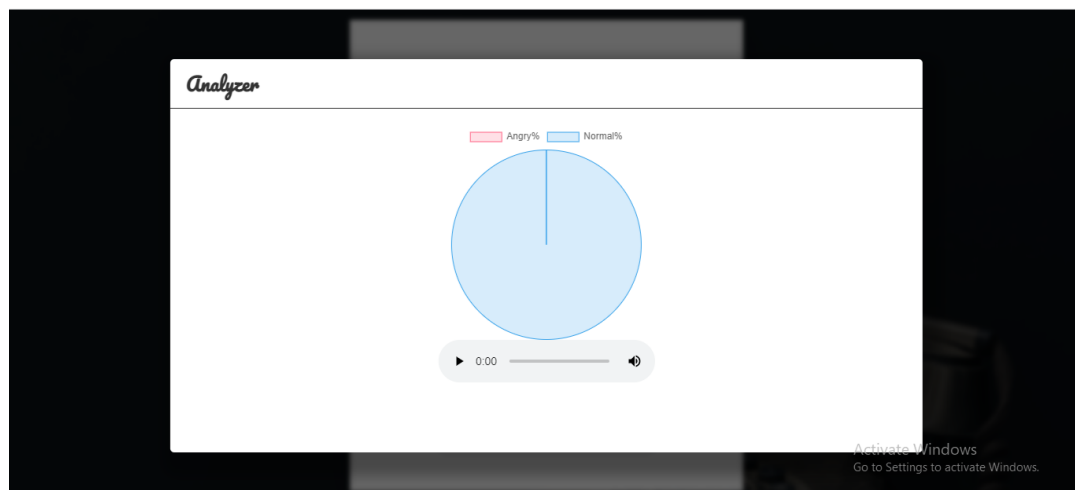 Analyzer
Angry% Normal%
0:00
Activate Windows
Go to Settings to activate Windows.